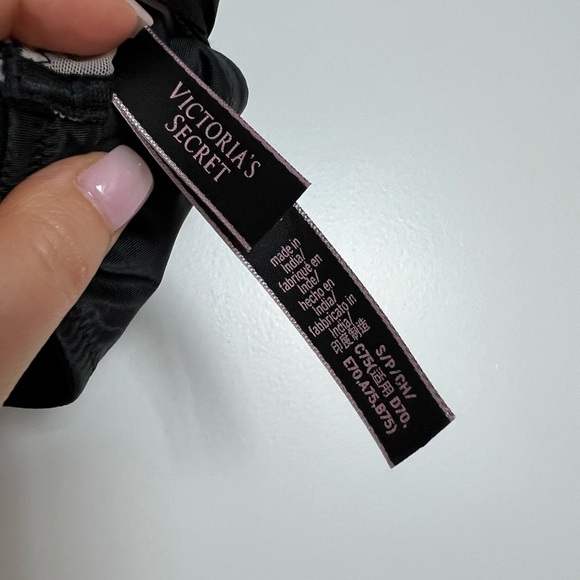 VICTORIA'S
SECRET
made in
India/
fabriqué en
Inde/
hecho en
India/
fabbricato in
India/
印度制造
S/P/CH/
C75(适用 D70,
E70,A75,B75)